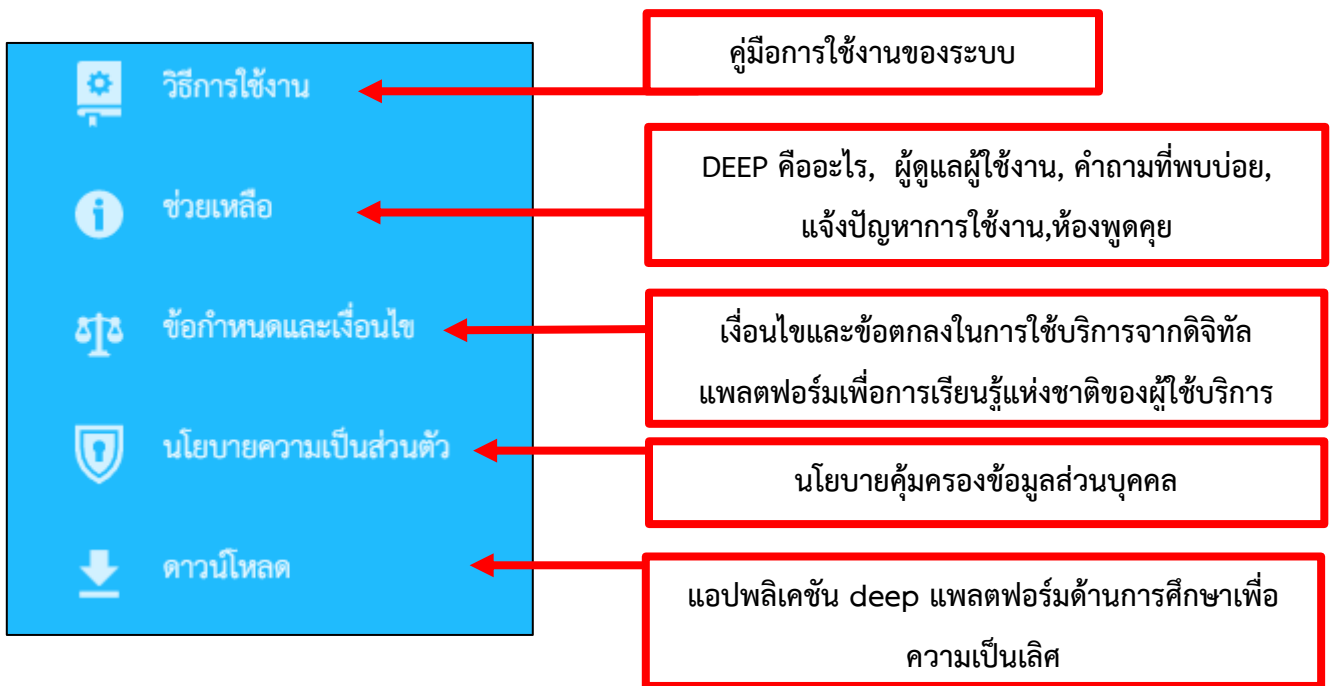 คู่มือการใช้งานของระบบ
วิธีการใช้งาน
DEEP คืออะไร, ผู้ดูแลผู้ใช้งาน, คำถามที่พบบ่อย,
แจ้งปัญหาการใช้งาน,ห้องพูดคุย
ช่วยเหลือ
เงื่อนไขและข้อตกลงในการใช้บริการจากดิจิทัล
แพลตฟอร์มเพื่อการเรียนรู้แห่งชาติของผู้ใช้บริการ
ข้อกำหนดและเงื่อนไข
นโยบายความเป็นส่วนตัว
นโยบายคุ้มครองข้อมูลส่วนบุคคล
ดาวน์โหลด
แอปพลิเคชัน deep แพลตฟอร์มด้านการศึกษาเพื่อ
ความเป็นเลิศ